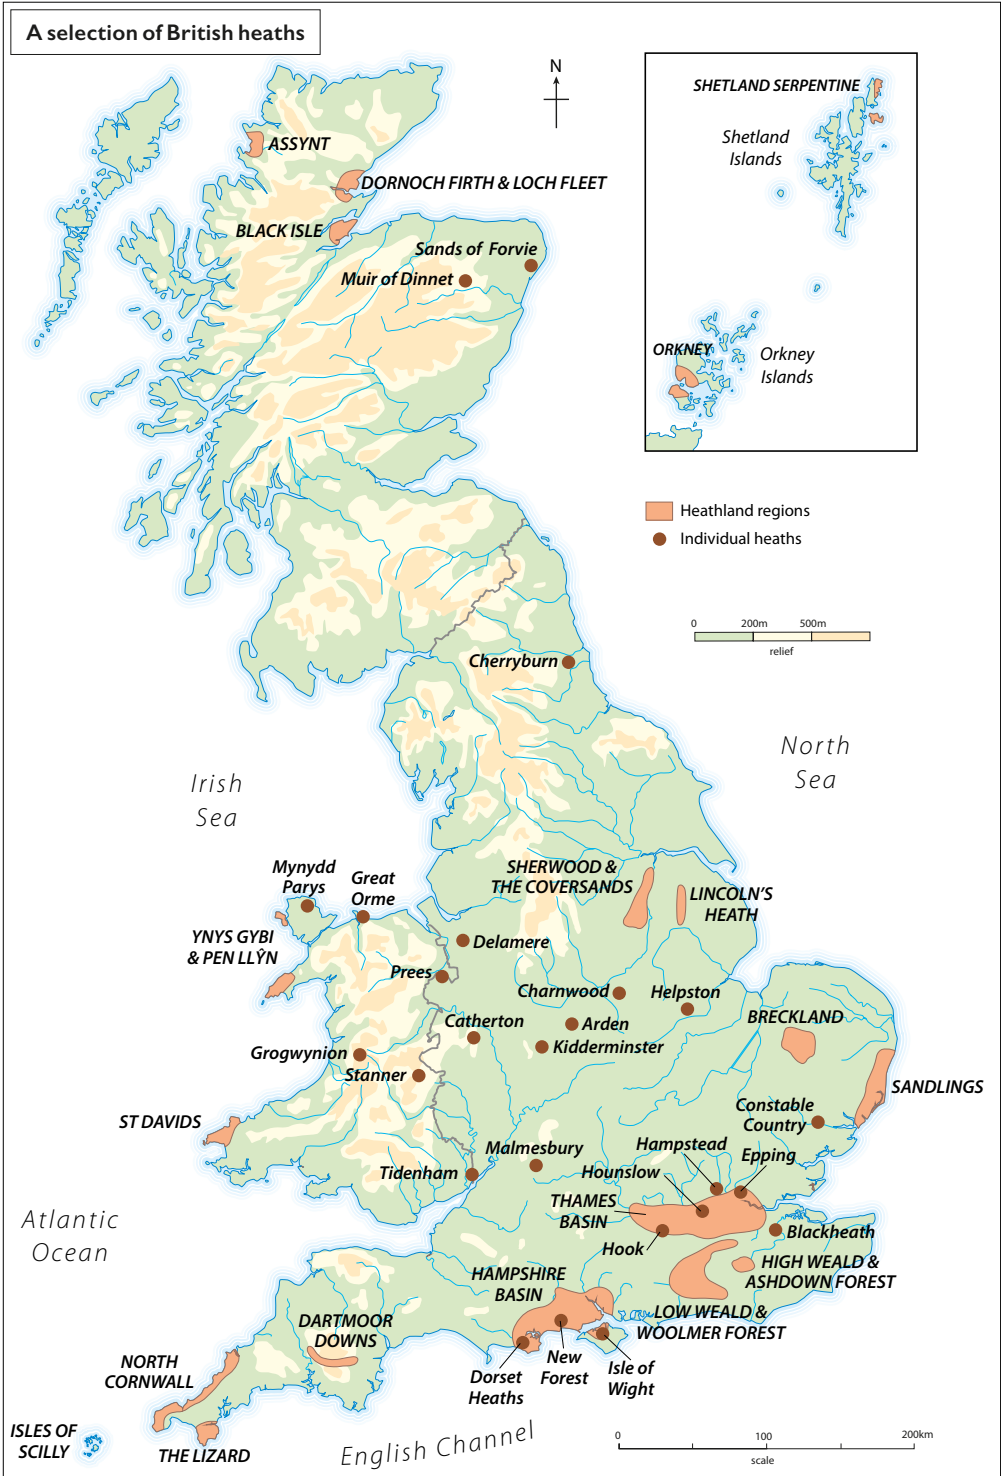 A selection of British heaths
N
SHETLAND SERPENTINE
Shetland
Islands
ORKNEY
Orkney
Islands
ASSYNT
DORNOCH FIRTH & LOCH FLEET
BLACK ISLE
Sands of Forvie
Muir of Dinnet
Heathland regions
Individual heaths
0
200m
500m
relief
Cherryburn
North
Sea
Irish
Sea
Mynydd
Parys
Great
Orme
SHERWOOD &
THE COVERSANDS
LINCOLN'S
HEATH
YNYS GYBI
& PEN LLŶN
Delamere
Prees
Charnwood
Helpston
BRECKLAND
Catherton
Arden
Kidderminster
Grogwynion
Stanner
SANDLINGS
ST DAVIDS
Constable
Country
Malmesbury
Hampstead
Epping
Tidenham
Hounslow
THAMES
BASIN
Atlantic
Ocean
Hook
Blackheath
HIGH WEALD &
ASHDOWN FOREST
HAMPSHIRE
BASIN
LOW WEALD &
WOOLMER FOREST
DARTMOOR
DOWNS
NORTH
CORNWALL
Dorset
Heaths
New
Forest
Isle of
Wight
ISLES OF
SCILLY
THE LIZARD
English Channel
0
100
200km
scale